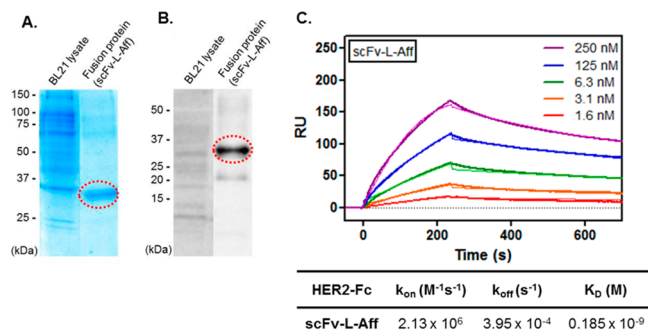 A.
BL21 lysate
Fusion protein
(scFv-L-Aff)
150 -
100 -
75 -
50 -
37 -
25 -
(kDa)
B.
BL21 lysate
Fusion protein
(scFv-L-Aff)
50 -
37 -
25 -
20 -
15 -
(kDa)
C.
scFv-L-Aff
250 nM
125 nM
6.3 nM
3.1 nM
1.6 nM
RU
250
200
150
100
50
0
0 200 400 600
Time (s)
HER2-Fc kon (M-1s-1) koff (s-1) KD (M)
scFv-L-Aff 2.13 x 10⁶ 3.95 x 10⁻⁴ 0.185 x 10⁻⁹